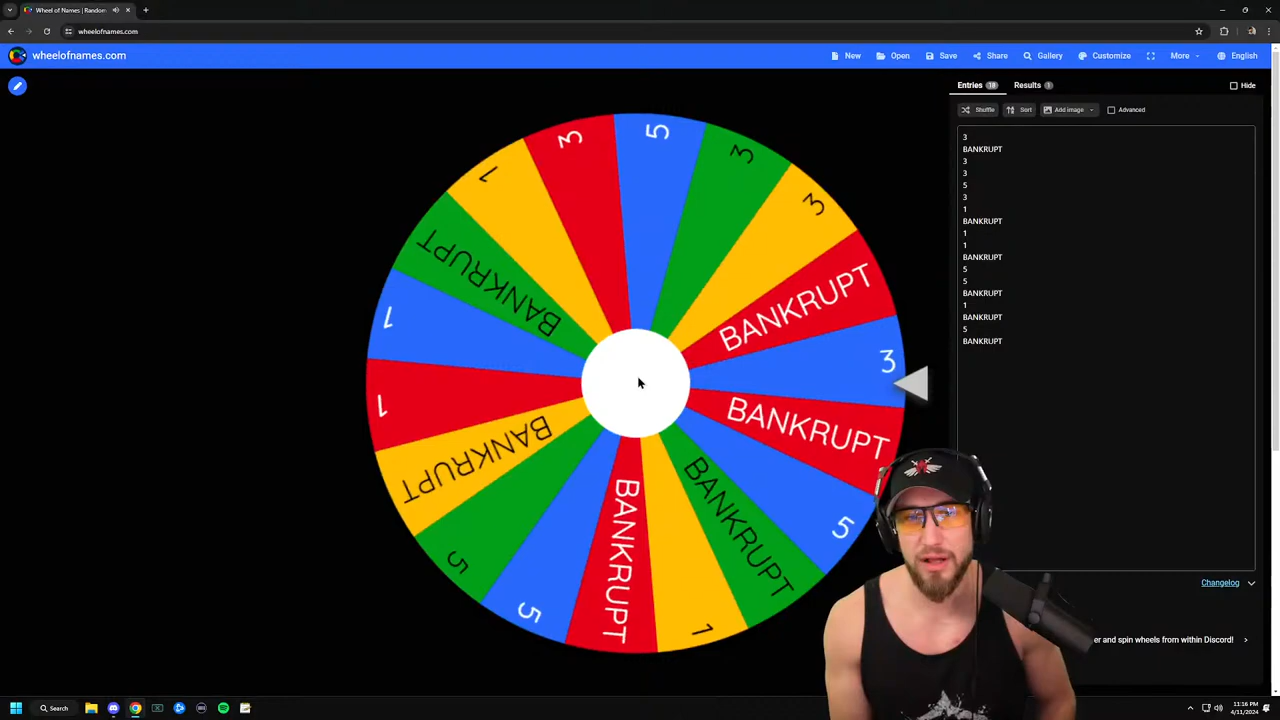 Wheel of Names | Random
wheelofnames.com
wheelofnames.com
New
Open
Save
Share
Gallery
Customize
More
English
Entries 18
Results 1
Hide
Shuffle
Sort
Add image
Advanced
3
BANKRUPT
3
3
5
3
1
BANKRUPT
1
1
BANKRUPT
5
5
BANKRUPT
1
BANKRUPT
5
BANKRUPT
3
5
3
3
BANKRUPT
3
BANKRUPT
5
BANKRUPT
1
BANKRUPT
5
5
BANKRUPT
1
1
BANKRUPT
1
Changelog
er and spin wheels from within Discord!
Search
11:16 PM
4/11/2024